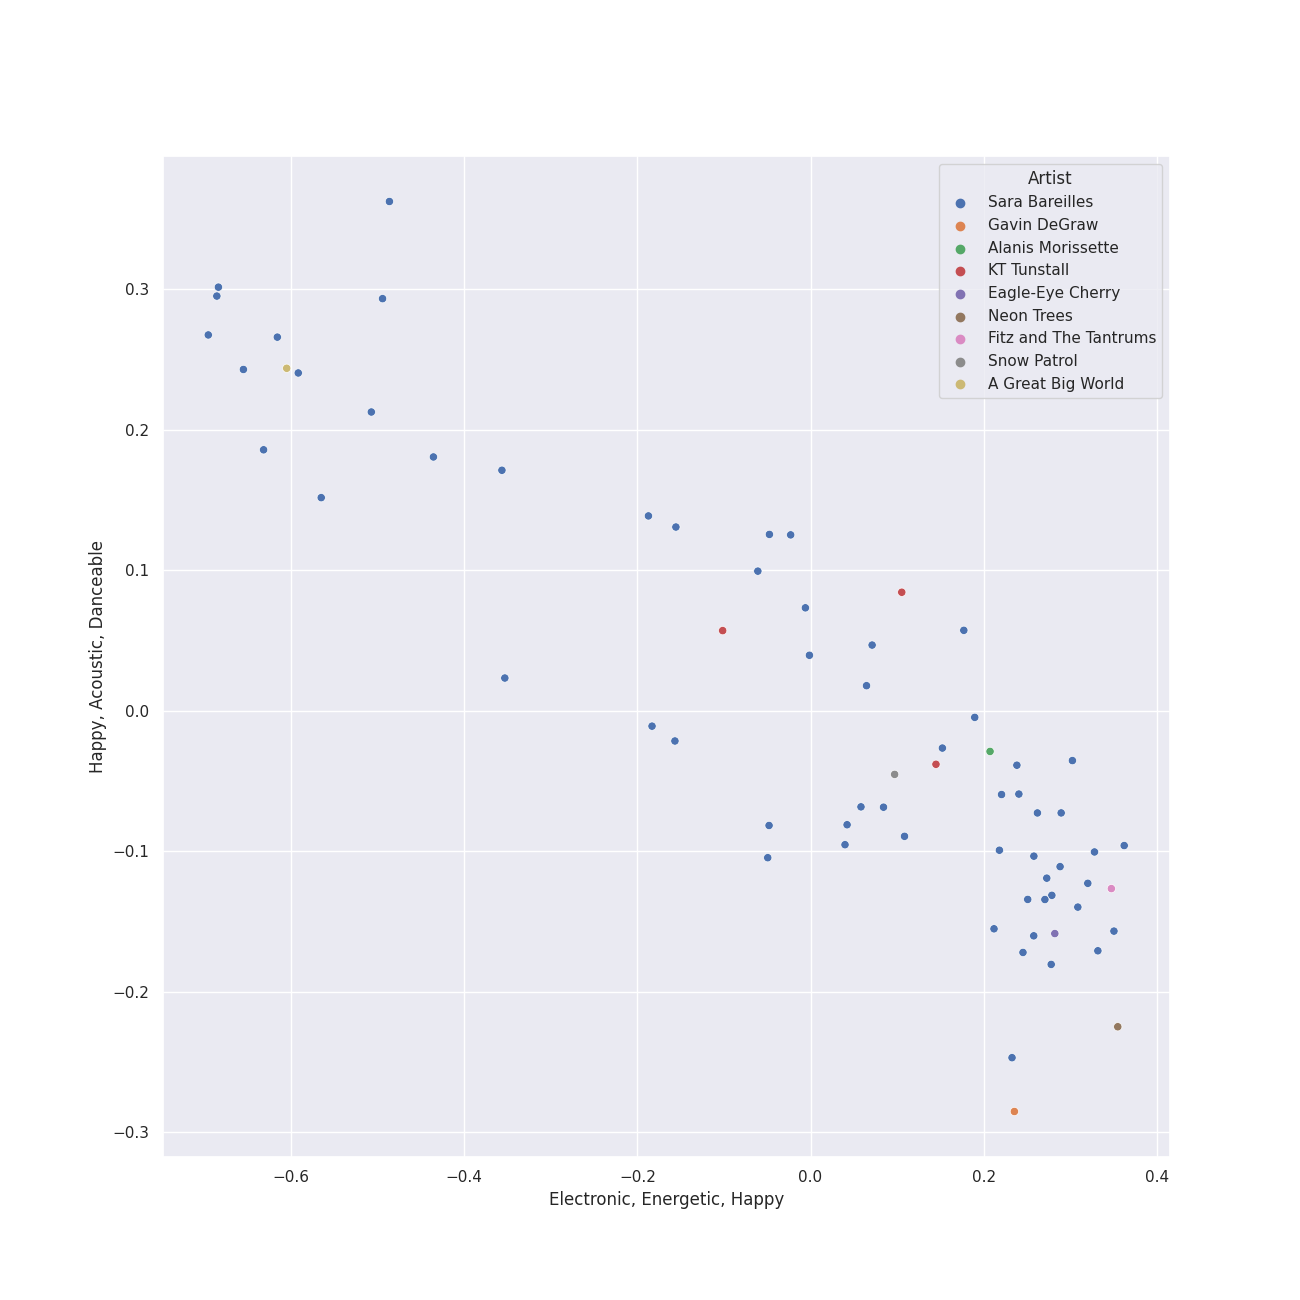 Artist
Sara Bareilles
Gavin DeGraw
Alanis Morissette
KT Tunstall
Eagle-Eye Cherry
Neon Trees
Fitz and The Tantrums
Snow Patrol
A Great Big World
0.3
0.2
0.1
0.0
−0.1
−0.2
−0.3
Happy, Acoustic, Danceable
−0.6 −0.4 −0.2 0.0 0.2 0.4
Electronic, Energetic, Happy